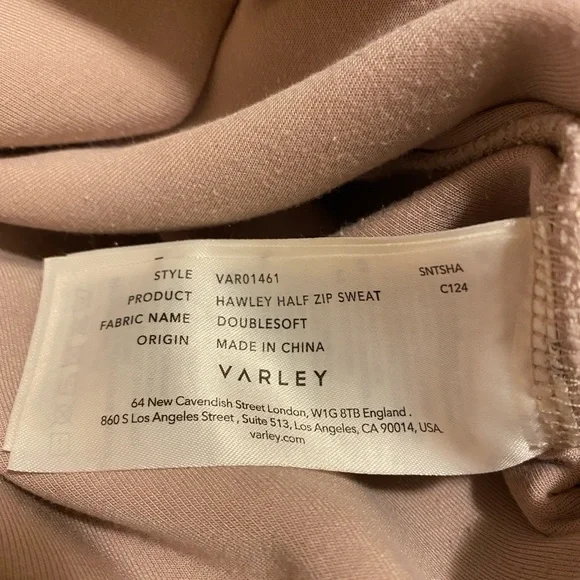 STYLE VAR01461 SNTSHA
PRODUCT HAWLEY HALF ZIP SWEAT C124
FABRIC NAME DOUBLESOFT
ORIGIN MADE IN CHINA
VARLEY
64 New Cavendish Street London, W1G 8TB England .
860 S Los Angeles Street , Suite 513, Los Angeles, CA 90014, USA.
varley.com